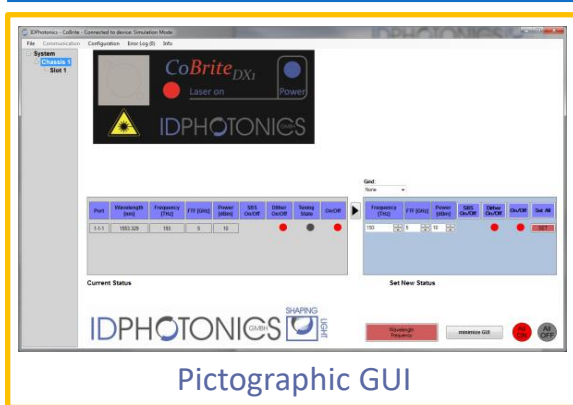 IDPhotonics - CoBrite - Connected to device: Simulation Mode
File Communication Configuration Error Log (0) Info
System
Chassis 1
Slot 1
CoBrite DX1
Laser on Power
IDPHOTONICS GMBH
Grid:
None
Port Wavelength [nm] Frequency [THz] FTF [GHz] Power [dBm] SBS On/Off Dither On/Off Tuning State On/Off
Frequency [THz] FTF [GHz] Power [dBm] SBS On/Off Dither On/Off On/Off Set All
1-1-1 1553.329 193 5 10
193 5 10 SET
Current Status
Set New Status
IDPHOTONICS GMBH
SHAPING
LIGHT
Wavelength
Frequency
minimize GUI
All
ON
All
OFF
Pictographic GUI